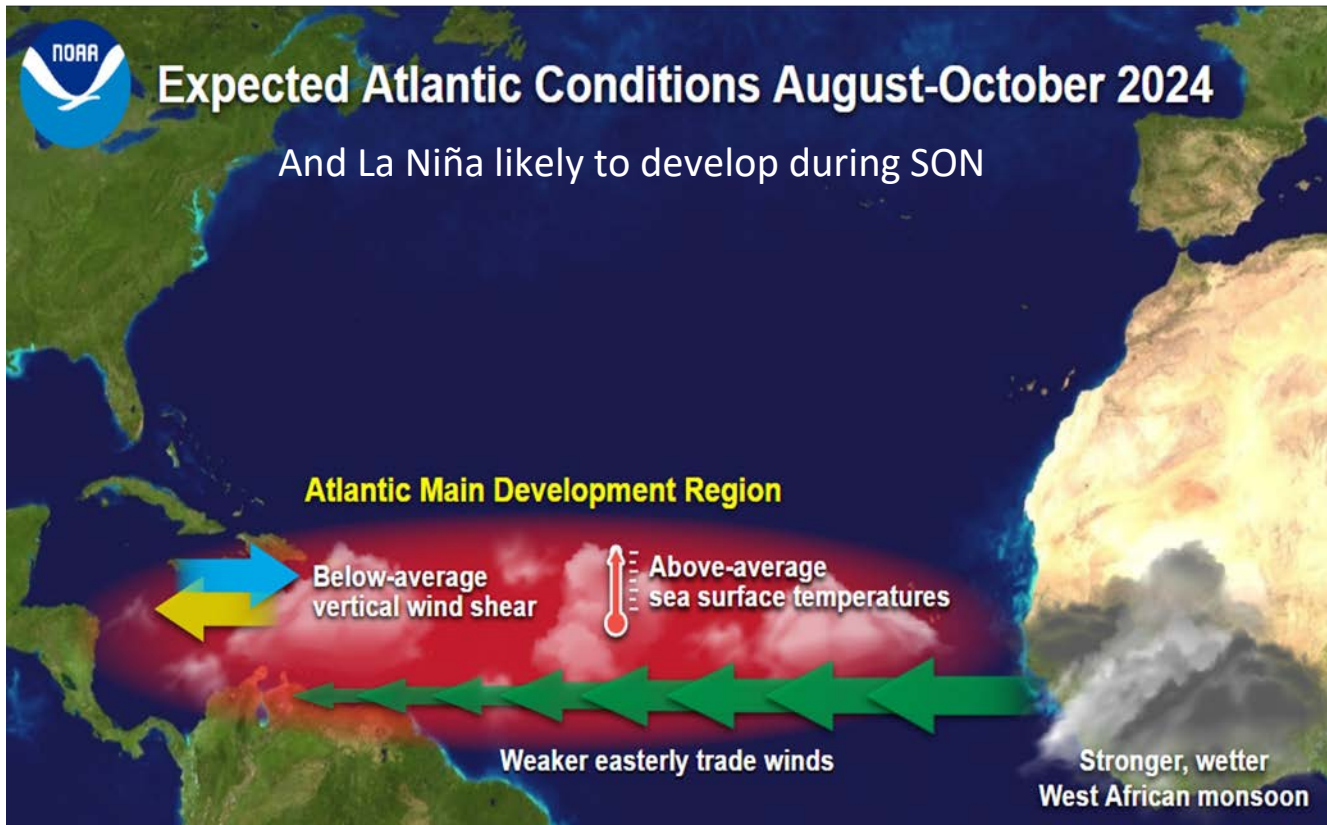 NOAA
Expected Atlantic Conditions August-October 2024
And La Niña likely to develop during SON
Atlantic Main Development Region
Below-average
vertical wind shear
Above-average
sea surface temperatures
Weaker easterly trade winds
Stronger, wetter
West African monsoon